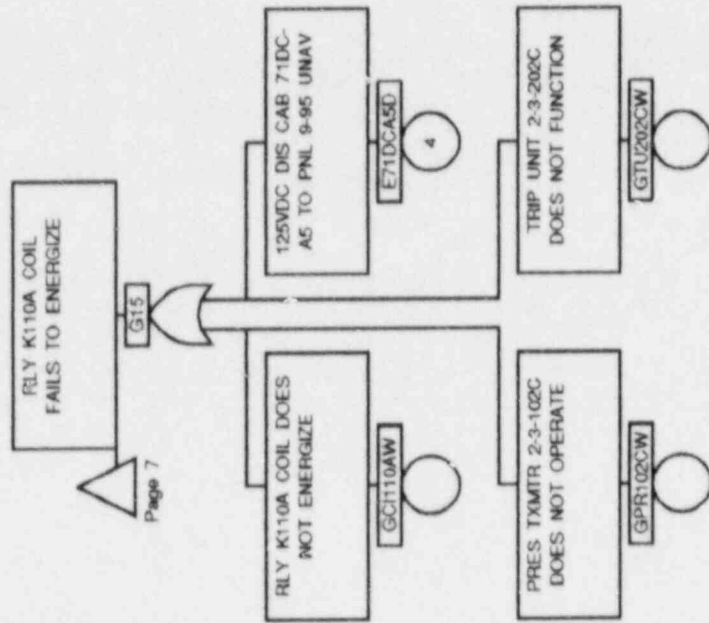 RLY K110A COIL
FAILS TO ENERGIZE
Page 7
G15
RLY K110A COIL DOES
NOT ENERGIZE
GCI110AW
125VDC DIS CAB 71DC-
A5 TO PNL 9-95 UNAV
E71DCA5D
4
PRES TXMTR 2-3-102C
DOES NOT OPERATE
GPR102CW
TRIP UNIT 2-3-202C
DOES NOT FUNCTION
GTU202CW